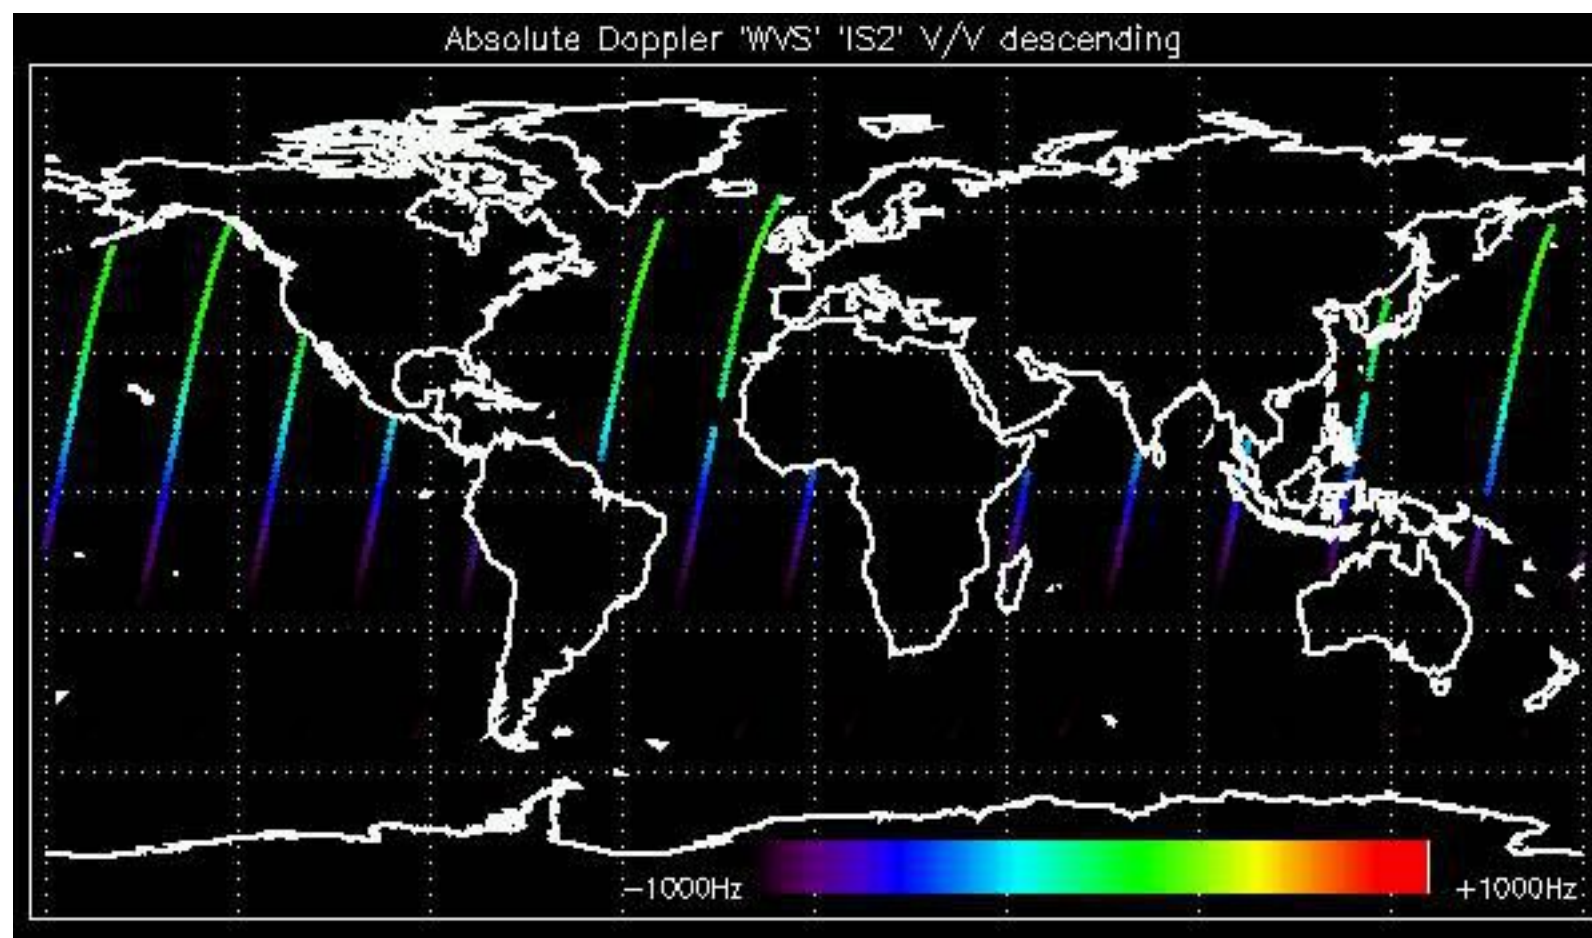 Absolute Doppler 'WVS' 'IS2' V/V descending
−1000Hz
+1000Hz